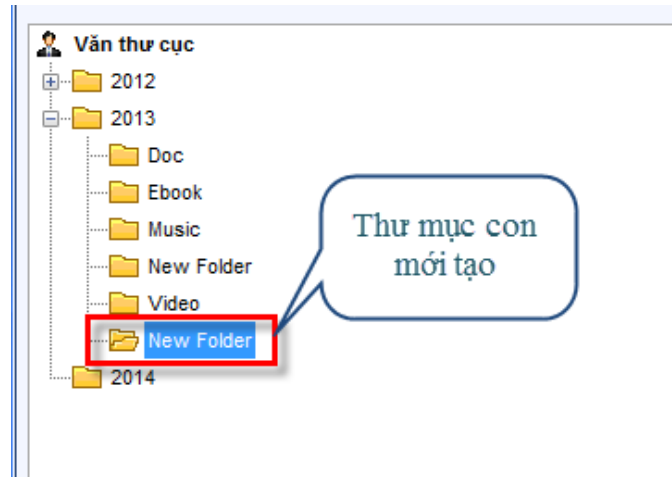 Văn thư cục
2012
2013
Doc
Ebook
Music
New Folder
Video
New Folder
2014
Thư mục con
mới tạo